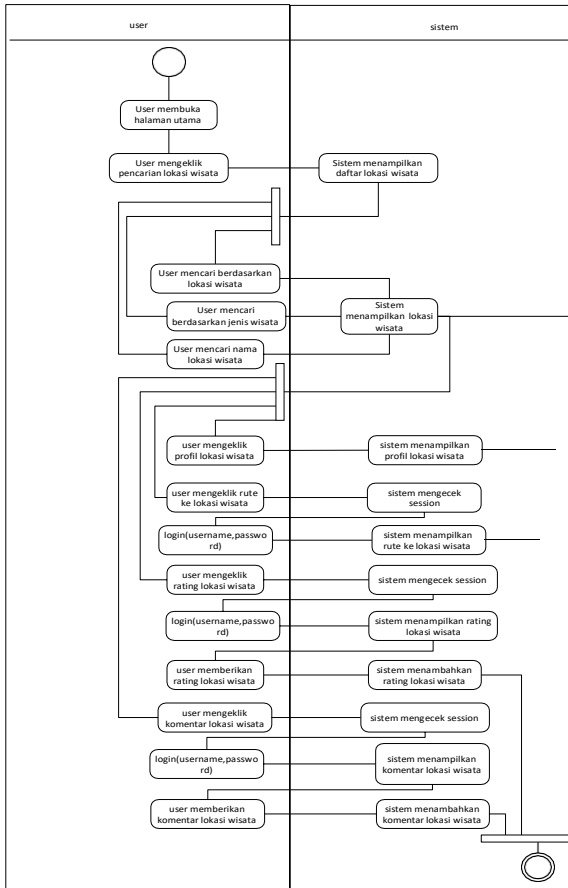 user
sistem
User membuka
halaman utama
User mengeklik
pencarian lokasi wisata
Sistem menampilkan
daftar lokasi wisata
User mencari berdasarkan
lokasi wisata
User mencari
berdasarkan jenis wisata
Sistem
menampilkan lokasi
wisata
User mencari nama
lokasi wisata
user mengeklik
profil lokasi wisata
sistem menampilkan
profil lokasi wisata
user mengeklik rute
ke lokasi wisata
sistem mengecek
session
login(username,passwo
rd)
sistem menampilkan
rute ke lokasi wisata
user mengeklik
rating lokasi wisata
sistem mengecek session
login(username,passwo
rd)
sistem menampilkan rating
lokasi wisata
user memberikan
rating lokasi wisata
sistem menambahkan
rating lokasi wisata
user mengeklik
komentar lokasi wisata
sistem mengecek session
login(username,passwo
rd)
sistem menampilkan
komentar lokasi wisata
user memberikan
komentar lokasi wisata
sistem menambahkan
komentar lokasi wisata